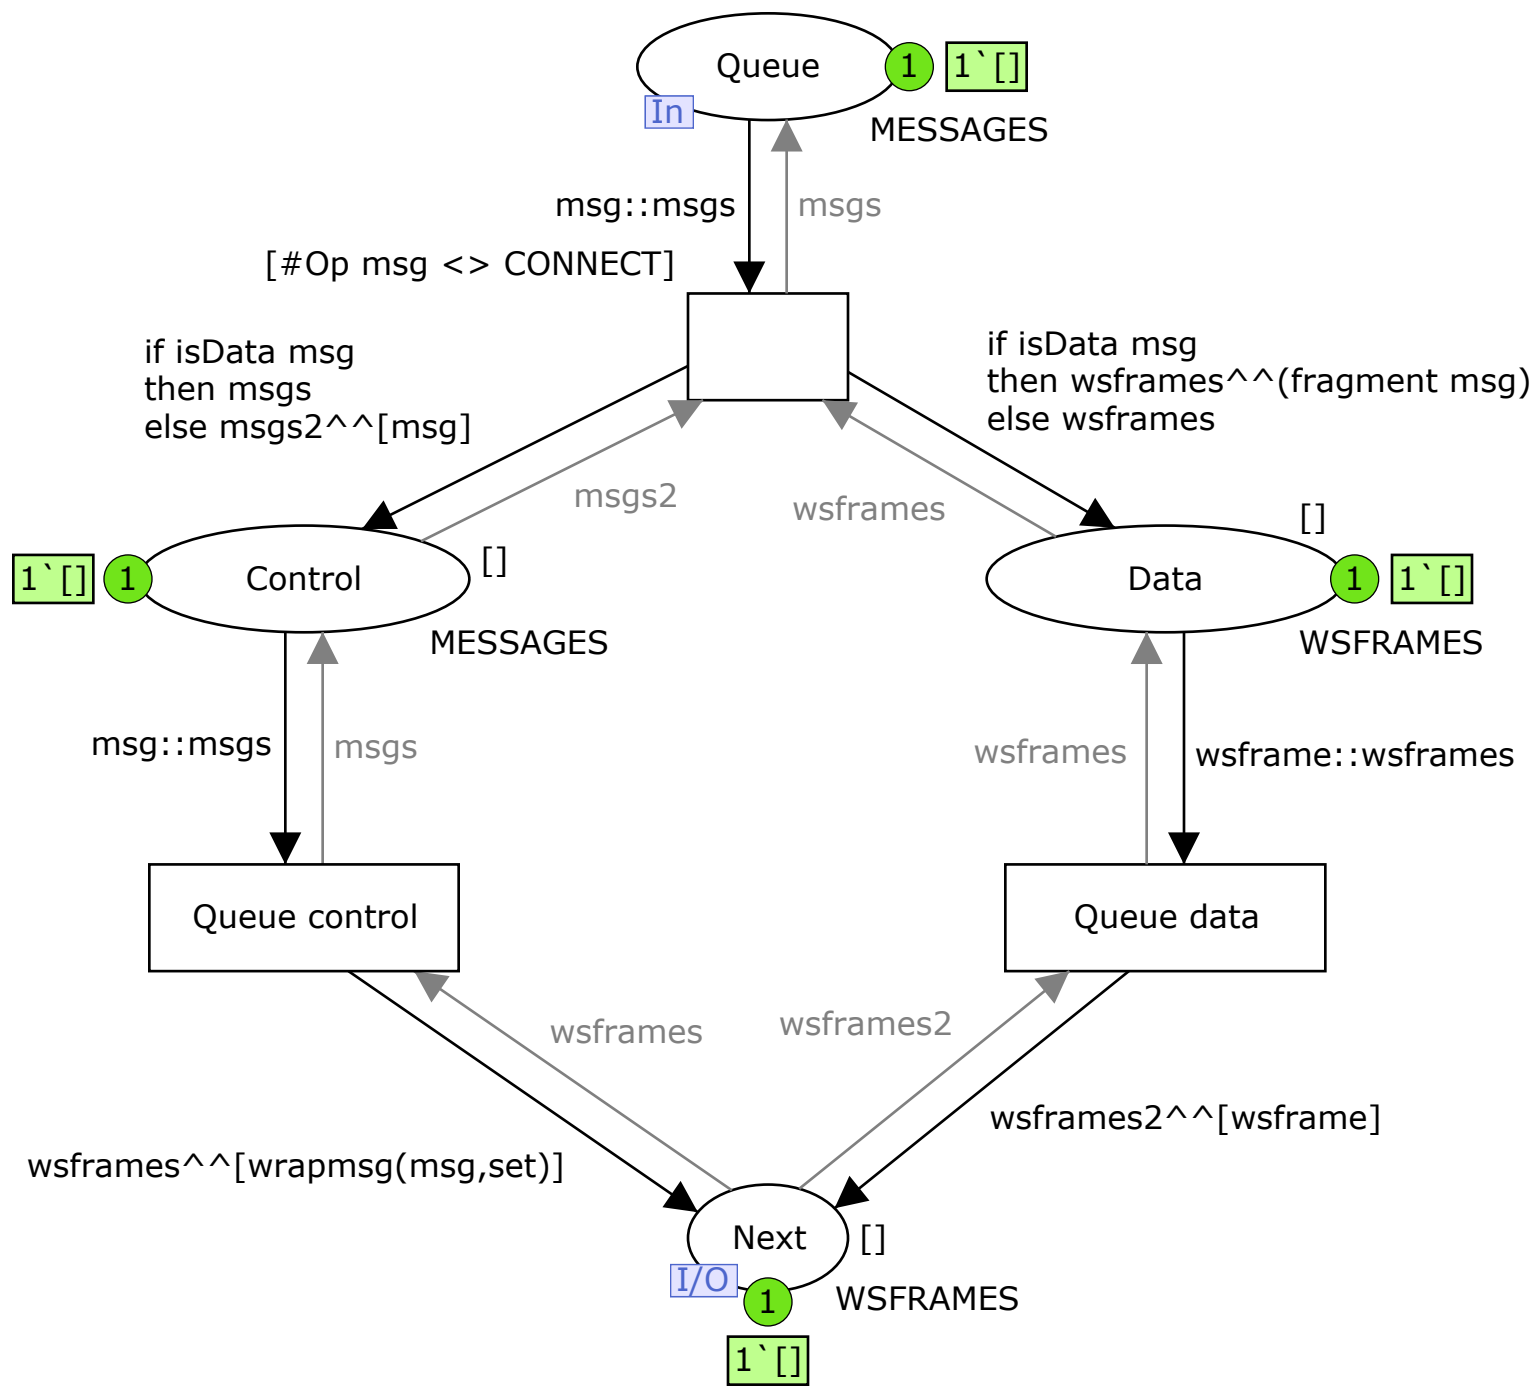 Queue
1
1`[]
In
MESSAGES
msg::msgs
msgs
[#Op msg <> CONNECT]
if isData msg
then msgs
else msgs2^^[msg]
if isData msg
then wsframes^^(fragment msg)
else wsframes
msgs2
wsframes
1`[]
1
Control
[]
MESSAGES
Data
[]
1
1`[]
WSFRAMES
msg::msgs
msgs
wsframes
wsframe::wsframes
Queue control
Queue data
wsframes
wsframes2
wsframes^^[wrapmsg(msg,set)]
wsframes2^^[wsframe]
Next
[]
I/O
1
WSFRAMES
1`[]